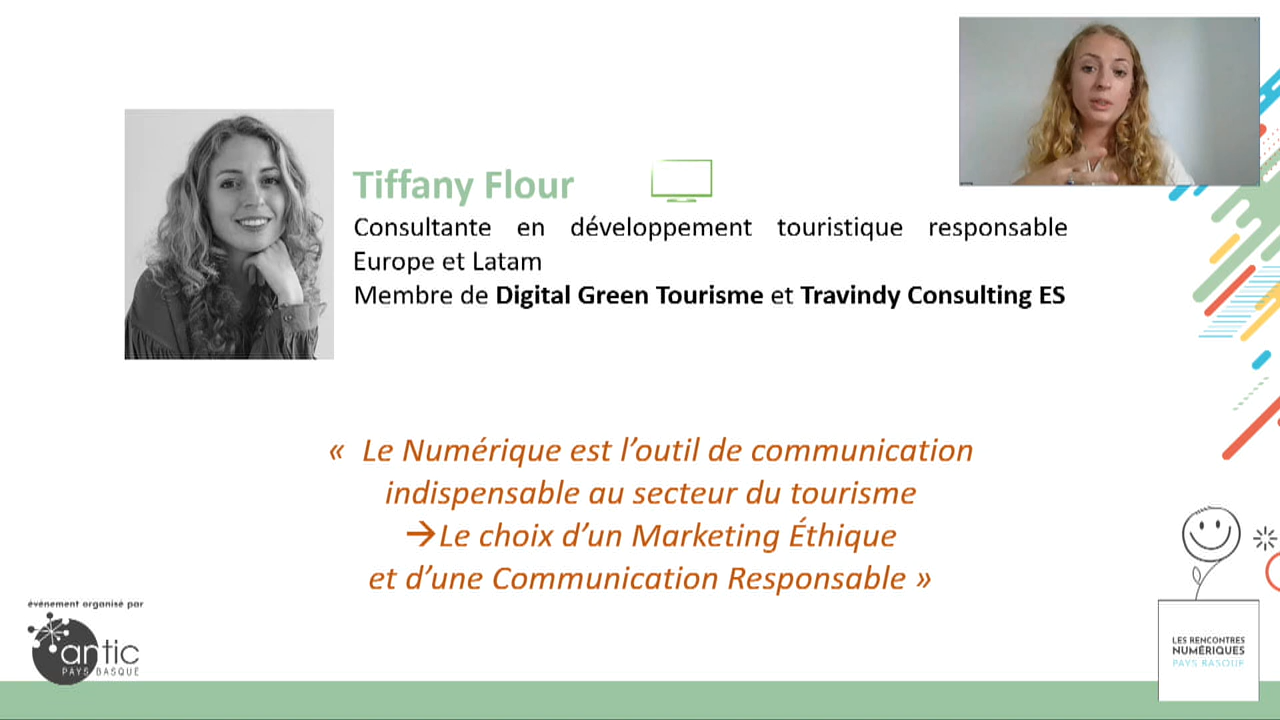 Tiffany Flour
Consultante en développement touristique responsable
Europe et Latam
Membre de Digital Green Tourisme et Travindy Consulting ES
« Le Numérique est l’outil de communication
indispensable au secteur du tourisme
→Le choix d’un Marketing Éthique
et d’une Communication Responsable »
événement organisé par
antic
PAYS BASQUE
LES RENCONTRES
NUMÉRIQUES
PAYS BASQUE